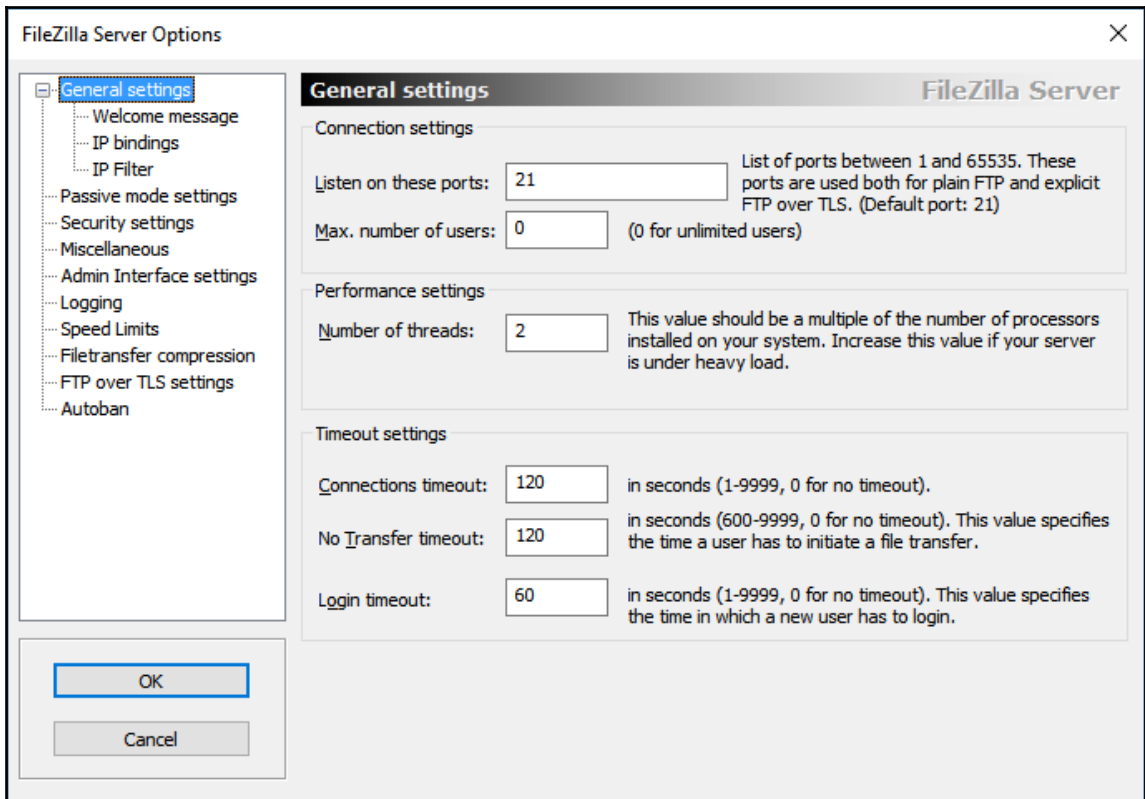 FileZilla Server Options
General settings
Welcome message
IP bindings
IP Filter
Passive mode settings
Security settings
Miscellaneous
Admin Interface settings
Logging
Speed Limits
Filetransfer compression
FTP over TLS settings
Autoban
OK
Cancel
General settings FileZilla Server
Connection settings
Listen on these ports: 21
List of ports between 1 and 65535. These
ports are used both for plain FTP and explicit
FTP over TLS. (Default port: 21)
Max. number of users: 0 (0 for unlimited users)
Performance settings
Number of threads: 2
This value should be a multiple of the number of processors
installed on your system. Increase this value if your server
is under heavy load.
Timeout settings
Connections timeout: 120 in seconds (1-9999, 0 for no timeout).
No Transfer timeout: 120
in seconds (600-9999, 0 for no timeout). This value specifies
the time a user has to initiate a file transfer.
Login timeout: 60
in seconds (1-9999, 0 for no timeout). This value specifies
the time in which a new user has to login.